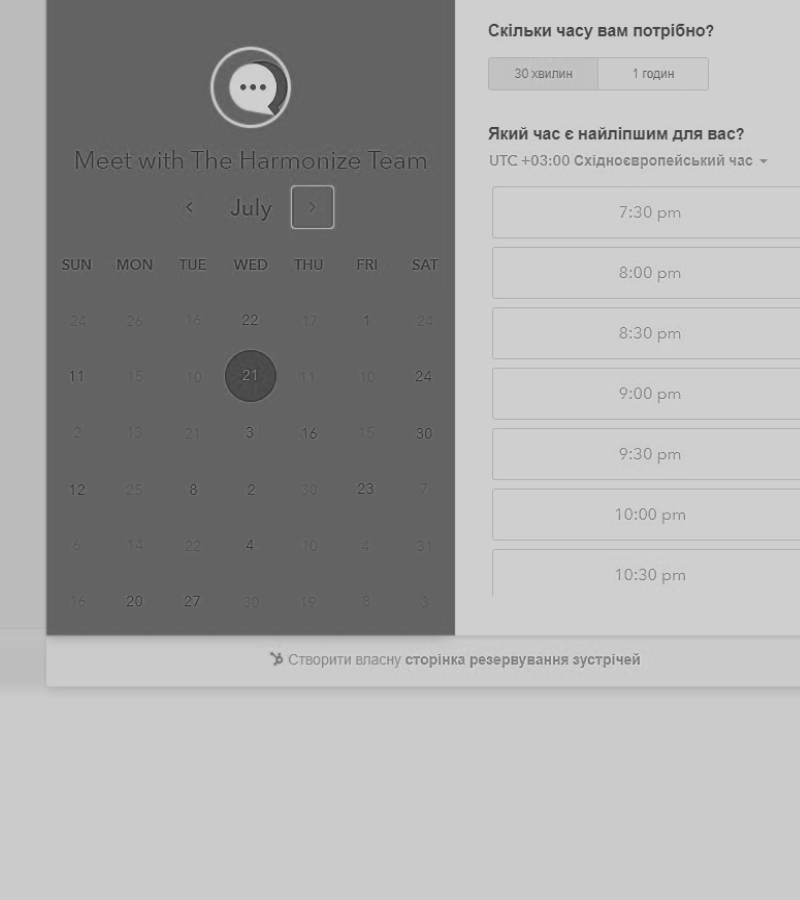 Meet with The Harmonize Team
July
SUN MON TUE WED THU FRI SAT
24 26 16 22 17 1 24
11 15 10 21 11 10 24
2 13 21 3 16 15 30
12 25 8 2 30 23 7
6 14 22 4 10 4 31
16 20 27 30 19 8 3
Скільки часу вам потрібно?
30 хвилин 1 годин
Який час є найліпшим для вас?
UTC +03:00 Східноєвропейський час
7:30 pm
8:00 pm
8:30 pm
9:00 pm
9:30 pm
10:00 pm
10:30 pm
Створити власну сторінка резервування зустрічей